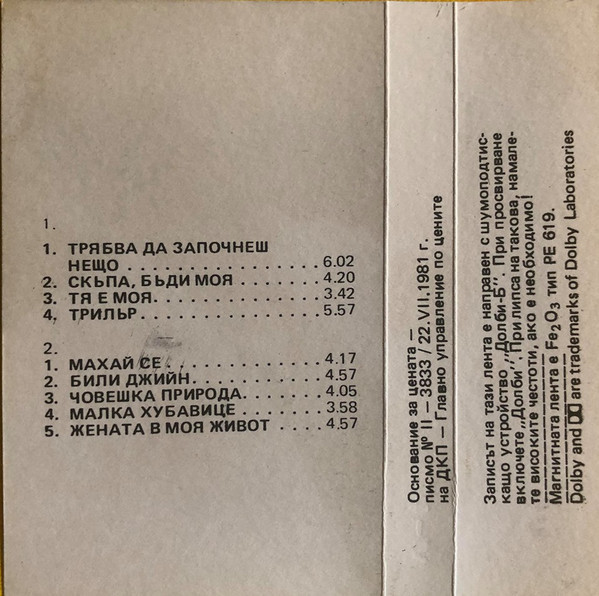 1.
1. ТРЯБВА ДА ЗАПОЧНЕШ
НЕЩО . . . . . . . . . . . . . . . . . . 6.02
2. СКЪПА, БЪДИ МОЯ . . . . . . . . 4.20
3. ТЯ Е МОЯ. . . . . . . . . . . . . . . . 3.42
4. ТРИЛЪР . . . . . . . . . . . . . . . . . 5.57
2.
1. МАХАЙ СЕ. . . . . . . . . . . . . . . 4.17
2. БИЛИ ДЖИЙН. . . . . . . . . . . . 4.57
3. ЧОВЕШКА ПРИРОДА. . . . . . . 4.05
4. МАЛКА ХУБАВИЦЕ . . . . . . . . 3.58
5. ЖЕНАТА В МОЯ ЖИВОТ . . . . 4.57
Основание за цената —
писмо № II — 3833 / 22.VII.1981 г.
на ДКП — Главно управление по цените
Записът на тази лента е направен с шумоподтис-
кащо устройство „Долби-Б". При просвирване
включете „Долби". При липса на такова, намале-
те високите честоти, ако е необходимо!
Магнитната лента е Fe2O3 тип РЕ 619.
Dolby and are trademarks of Dolby Laboratories